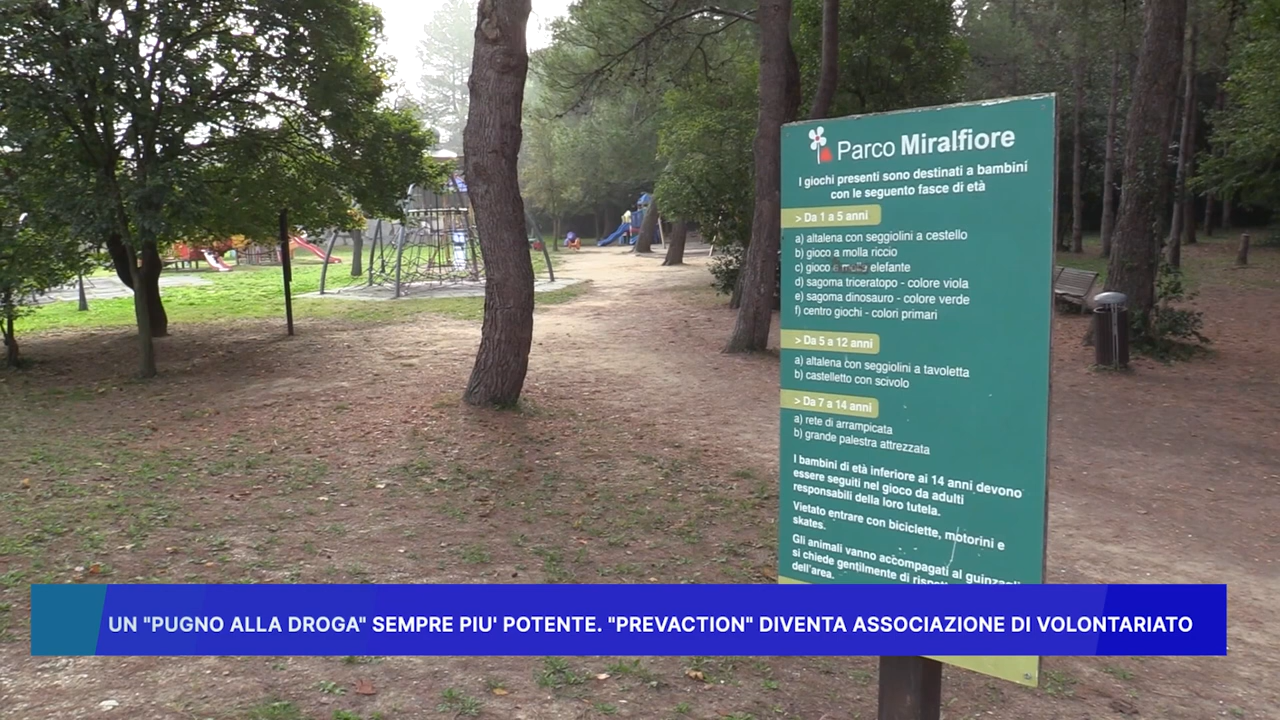 Parco Miralfiore
I giochi presenti sono destinati a bambini
con le seguento fasce di età
> Da 1 a 5 anni
a) altalena con seggiolini a cestello
b) gioco a molla riccio
c) gioco a molla elefante
d) sagoma triceratopo - colore viola
e) sagoma dinosauro - colore verde
f) centro giochi - colori primari
> Da 5 a 12 anni
a) altalena con seggiolini a tavoletta
b) castelletto con scivolo
> Da 7 a 14 anni
a) rete di arrampicata
b) grande palestra attrezzata
I bambini di età inferiore ai 14 anni devono
essere seguiti nel gioco da adulti
responsabili della loro tutela.
Vietato entrare con biciclette, motorini e
skates.
Gli animali vanno accompagati al
si chiede gentilmente di
dell'area.
UN "PUGNO ALLA DROGA" SEMPRE PIU' POTENTE. "PREVACTION" DIVENTA ASSOCIAZIONE DI VOLONTARIATO